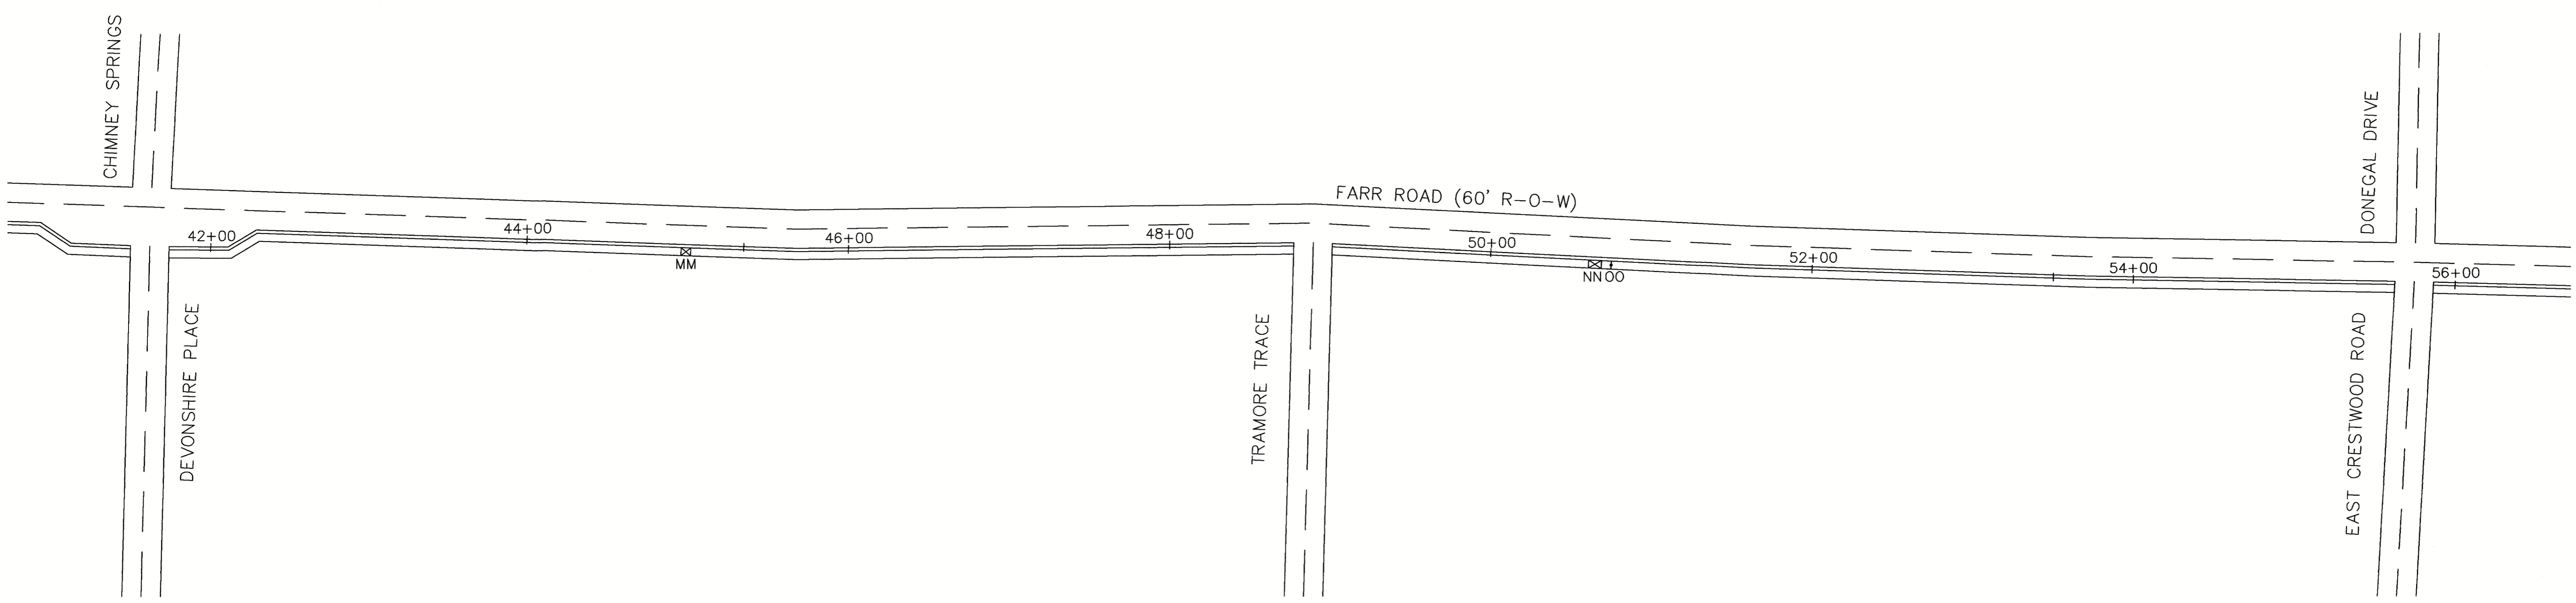 CHIMNEY SPRINGS
DONEGAL DRIVE
FARR ROAD (60' R-O-W)
42+00
44+00
46+00
48+00
50+00
52+00
54+00
56+00
MM
NN OO
DEVONSHIRE PLACE
TRAMORE TRACE
EAST CRESTWOOD ROAD